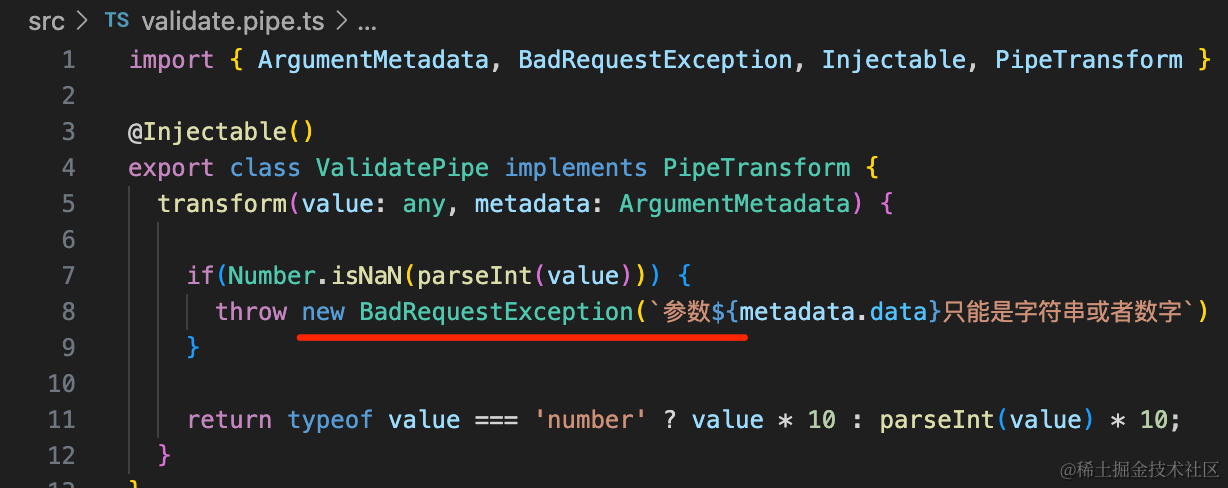 src > TS validate.pipe.ts > ...
1 import { ArgumentMetadata, BadRequestException, Injectable, PipeTransform }
2
3 @Injectable()
4 export class ValidatePipe implements PipeTransform {
5 transform(value: any, metadata: ArgumentMetadata) {
6
7 if(Number.isNaN(parseInt(value))) {
8 throw new BadRequestException(`参数${metadata.data}只能是字符串或者数字`)
9 }
10
11 return typeof value === 'number' ? value * 10 : parseInt(value) * 10;
12 }
@稀土掘金技术社区